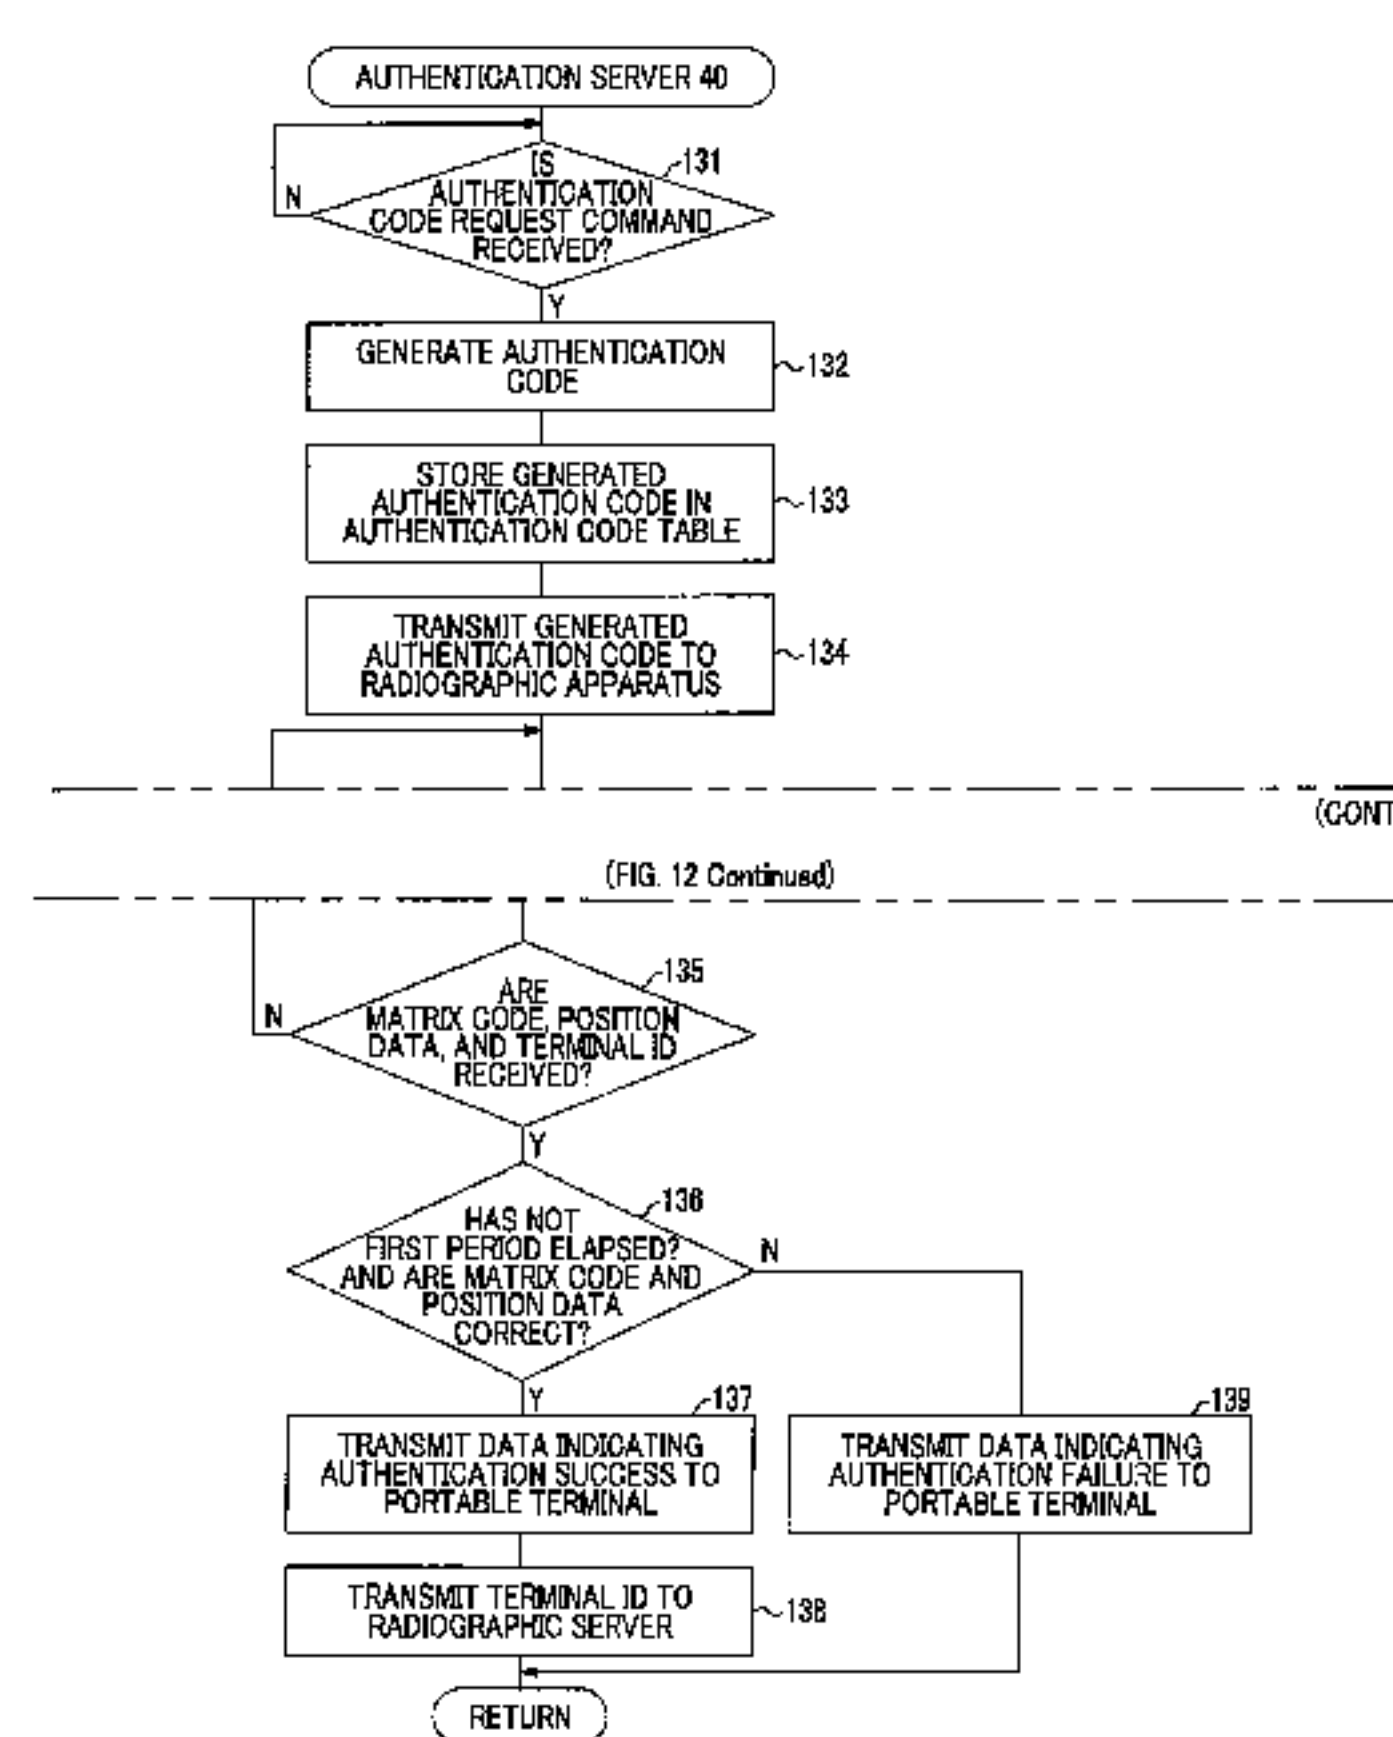 AUTHENTICATION SERVER 40
131
IS
AUTHENTICATION
CODE REQUEST COMMAND
RECEIVED?
N
Y
GENERATE AUTHENTICATION
CODE
132
STORE GENERATED
AUTHENTICATION CODE IN
AUTHENTICATION CODE TABLE
133
TRANSMIT GENERATED
AUTHENTICATION CODE TO
RADIOGRAPHIC APPARATUS
134
(CONT
(FIG. 12 Continued)
135
ARE
MATRIX CODE, POSITION
DATA, AND TERMINAL ID
RECEIVED?
N
Y
136
HAS NOT
FIRST PERIOD ELAPSED?
AND ARE MATRIX CODE AND
POSITION DATA
CORRECT?
N
Y
137
TRANSMIT DATA INDICATING
AUTHENTICATION SUCCESS TO
PORTABLE TERMINAL
139
TRANSMIT DATA INDICATING
AUTHENTICATION FAILURE TO
PORTABLE TERMINAL
TRANSMIT TERMINAL ID TO
RADIOGRAPHIC SERVER
138
RETURN